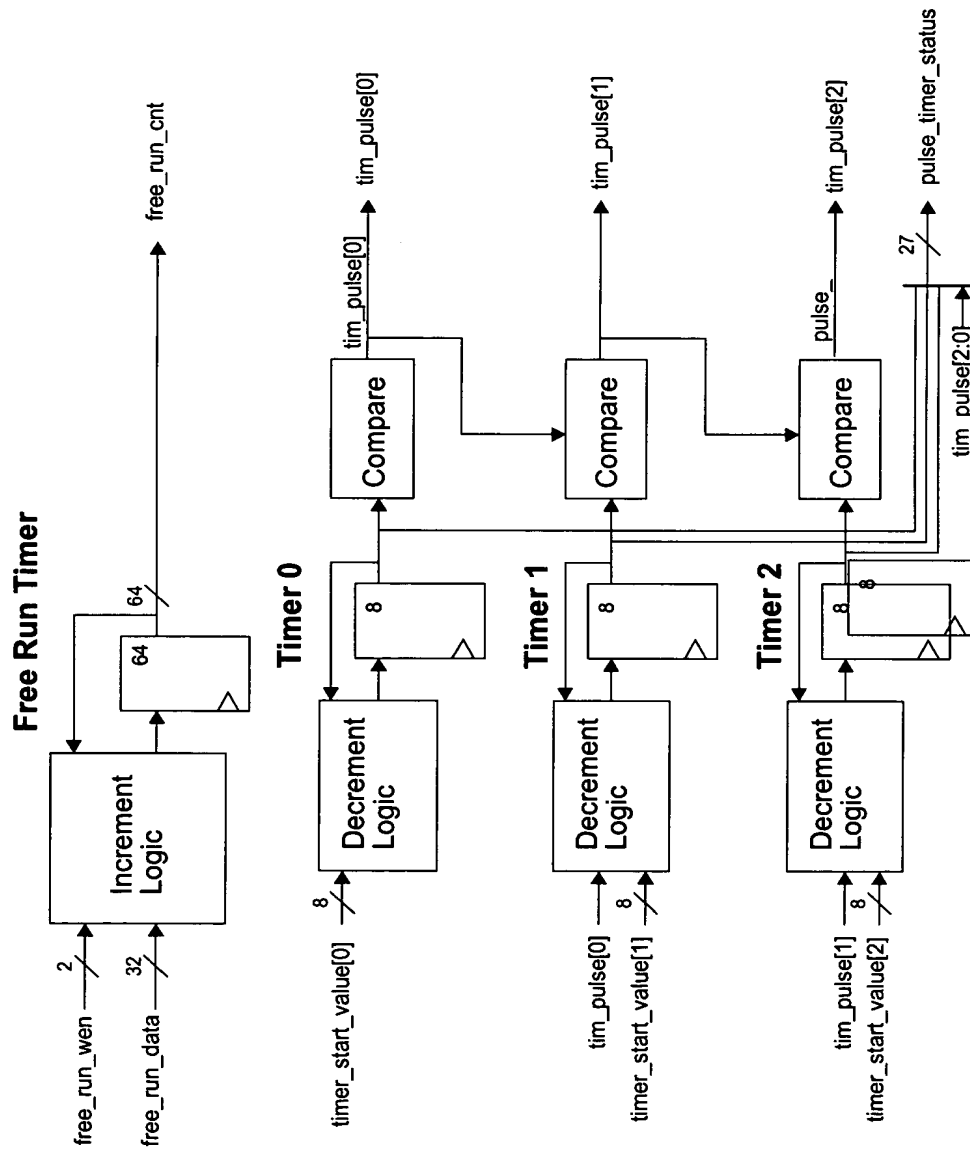 Free Run Timer
free_run_wen
2
free_run_data
32
Increment
Logic
64
64
free_run_cnt
Timer 0
timer_start_value[0]
8
Decrement
Logic
8
Compare
tim_pulse[0]
tim_pulse[0]
Timer 1
tim_pulse[0]
timer_start_value[1]
8
Decrement
Logic
8
Compare
tim_pulse[1]
Timer 2
tim_pulse[1]
timer_start_value[2]
8
Decrement
Logic
8
8
Compare
pulse_
tim_pulse[2]
27
pulse_timer_status
tim_pulse[2:0]